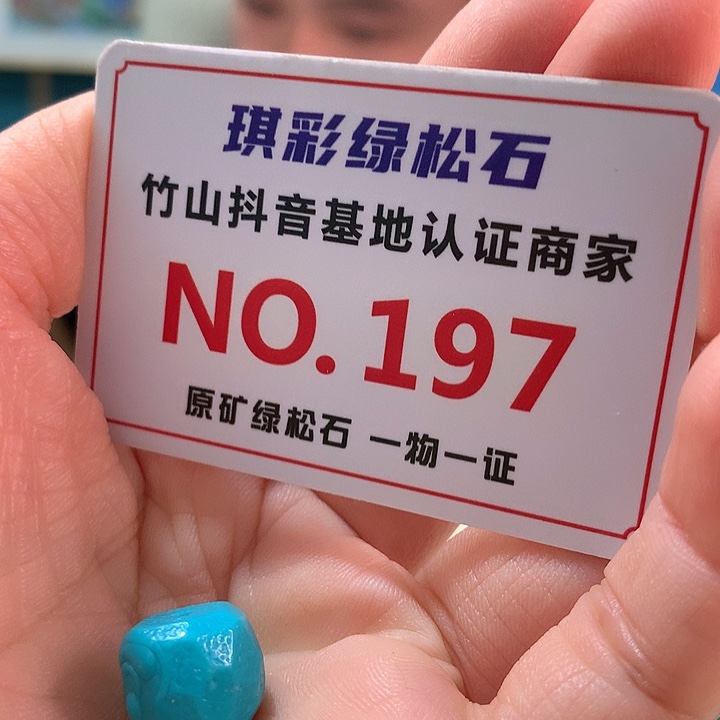 琪彩绿松石
竹山抖音基地认证商家
NO.197
原矿绿松石 一物一证